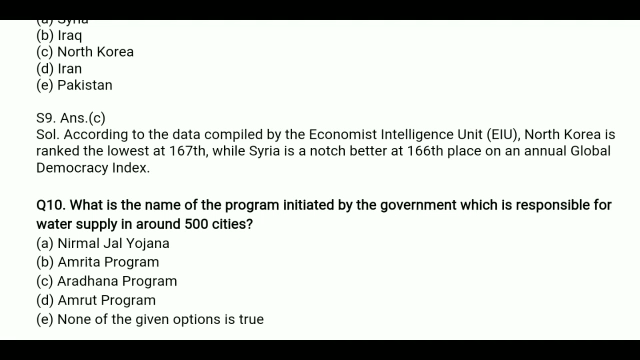 (a) Syria
(b) Iraq
(c) North Korea
(d) Iran
(e) Pakistan
S9. Ans.(c)
Sol. According to the data compiled by the Economist Intelligence Unit (EIU), North Korea is
ranked the lowest at 167th, while Syria is a notch better at 166th place on an annual Global
Democracy Index.
Q10. What is the name of the program initiated by the government which is responsible for
water supply in around 500 cities?
(a) Nirmal Jal Yojana
(b) Amrita Program
(c) Aradhana Program
(d) Amrut Program
(e) None of the given options is true